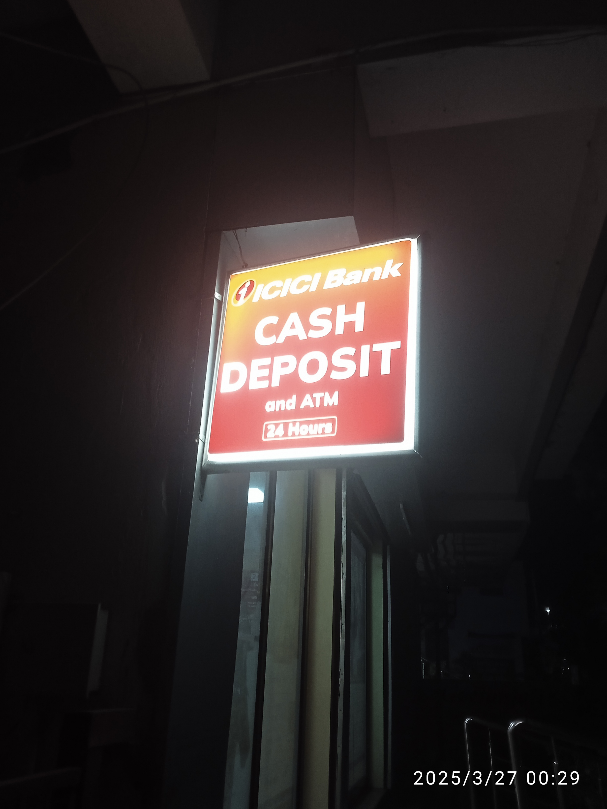 ICICI Bank
CASH
DEPOSIT
and ATM
24 Hours
2025/3/27 00:29